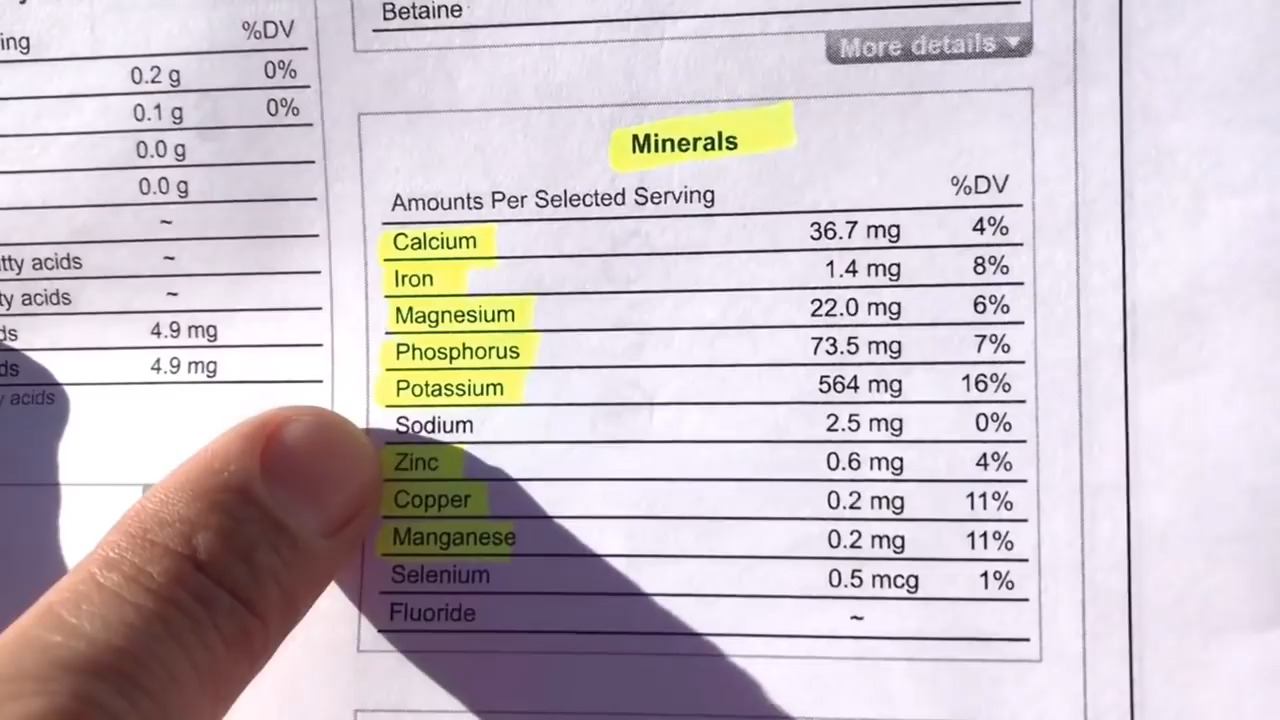 %DV
ing
0.2 g 0%
0.1 g 0%
0.0 g
0.0 g
~
tty acids ~
ty acids ~
ds 4.9 mg
ds 4.9 mg
acids
Betaine
More details ▼
Minerals
Amounts Per Selected Serving %DV
Calcium 36.7 mg 4%
Iron 1.4 mg 8%
Magnesium 22.0 mg 6%
Phosphorus 73.5 mg 7%
Potassium 564 mg 16%
Sodium 2.5 mg 0%
Zinc 0.6 mg 4%
Copper 0.2 mg 11%
Manganese 0.2 mg 11%
Selenium 0.5 mcg 1%
Fluoride ~